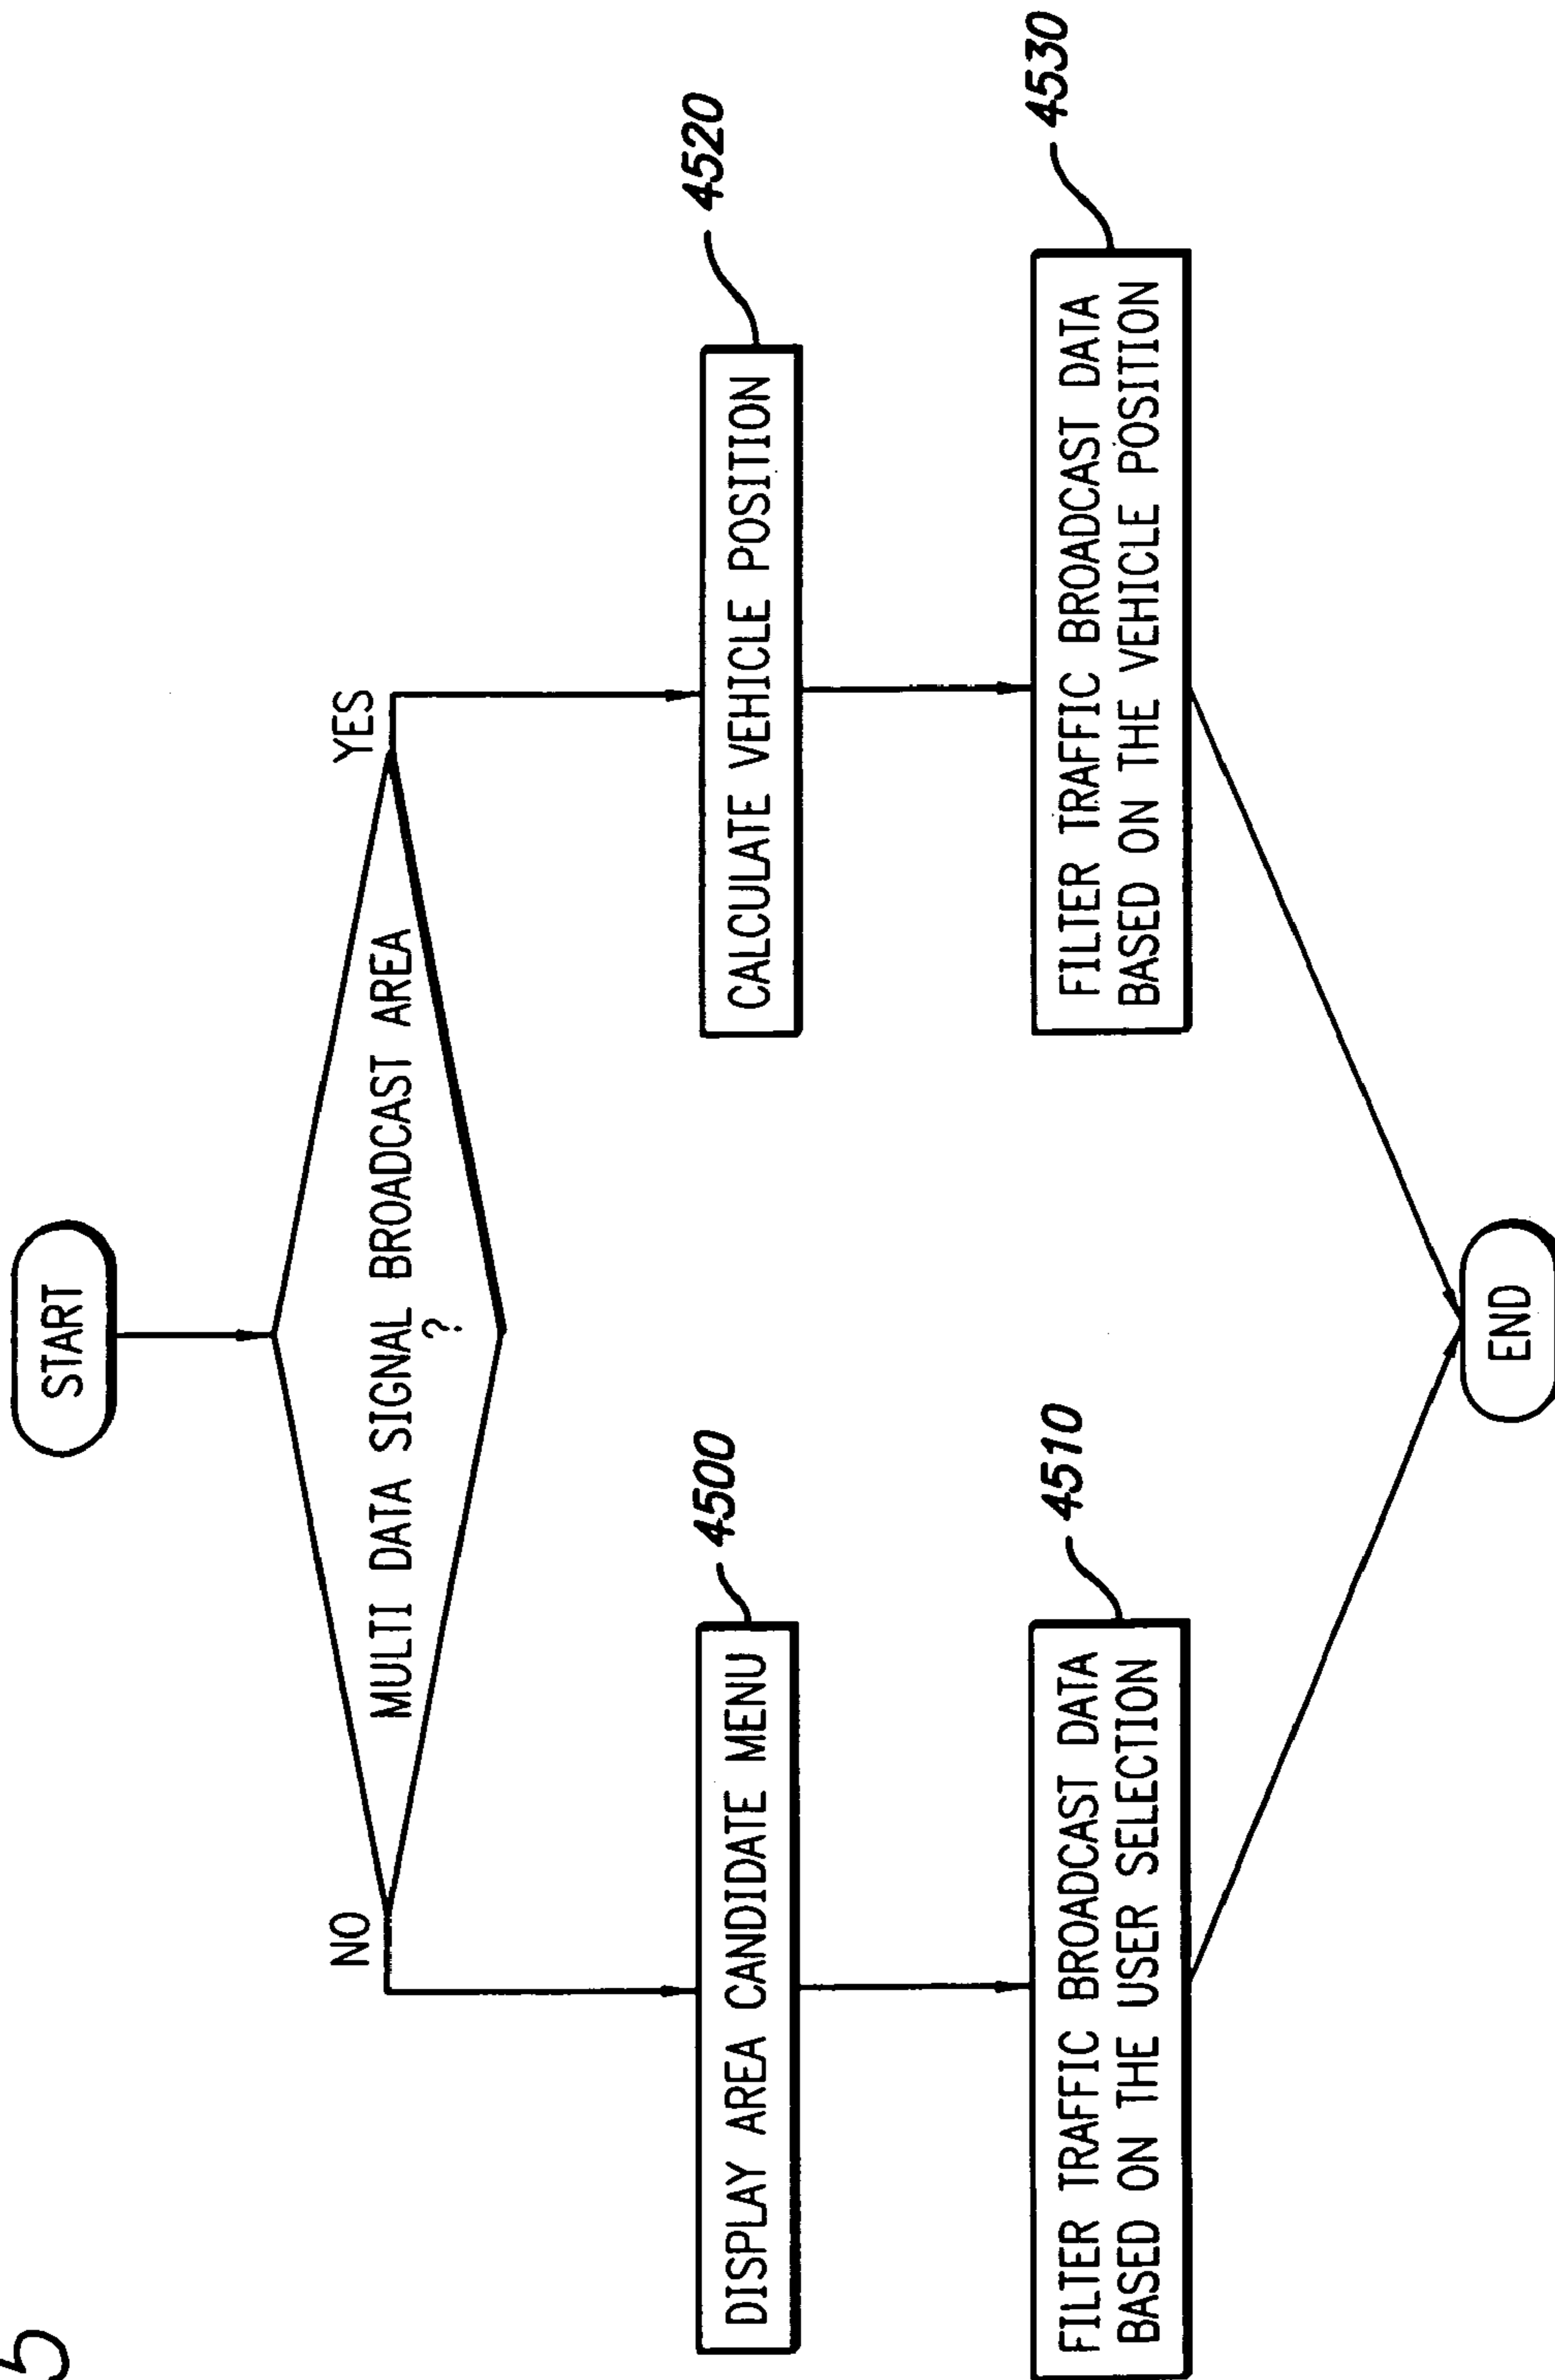 5
START
MULTI DATA SIGNAL BROADCAST AREA
?
NO
YES
DISPLAY AREA CANDIDATE MENU
4500
CALCULATE VEHICLE POSITION
4520
FILTER TRAFFIC BROADCAST DATA
BASED ON THE USER SELECTION
4510
FILTER TRAFFIC BROADCAST DATA
BASED ON THE VEHICLE POSITION
4530
END